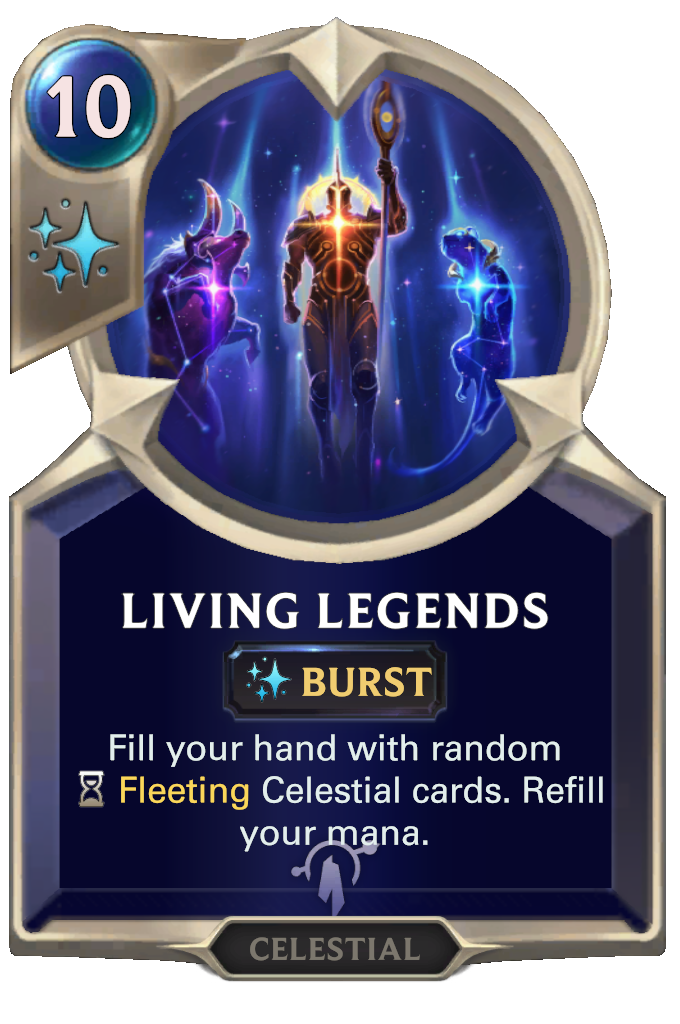 10
LIVING LEGENDS
BURST
Fill your hand with random
Fleeting Celestial cards. Refill
your mana.
CELESTIAL